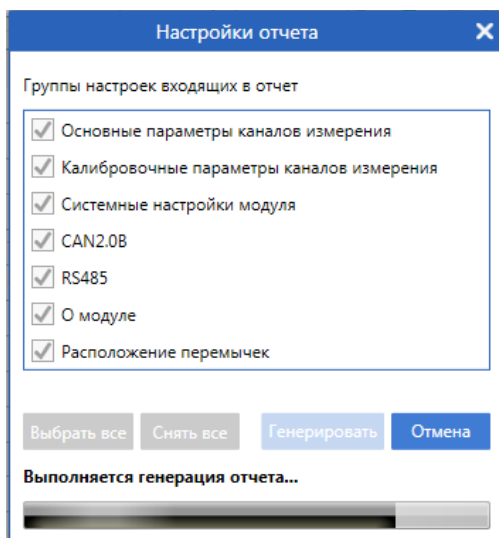 Настройки отчета
Группы настроек входящих в отчет
Основные параметры каналов измерения
Калибровочные параметры каналов измерения
Системные настройки модуля
CAN2.0B
RS485
О модуле
Расположение перемычек
Выбрать все Снять все Генерировать Отмена
Выполняется генерация отчета...